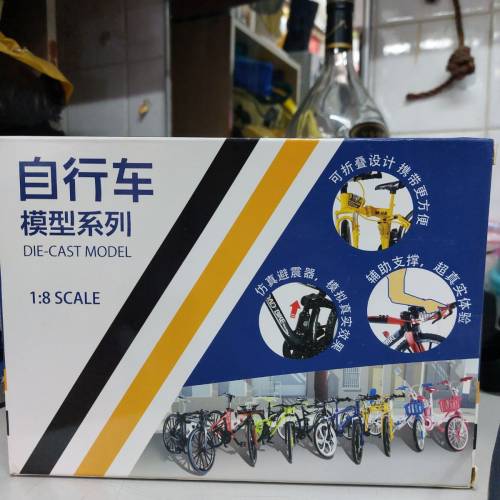 自行车
模型系列
DIE-CAST MODEL
1:8 SCALE
可折叠设计 携带更方便
仿真避震器，模拟真实效果
辅助支撑，超真实体验